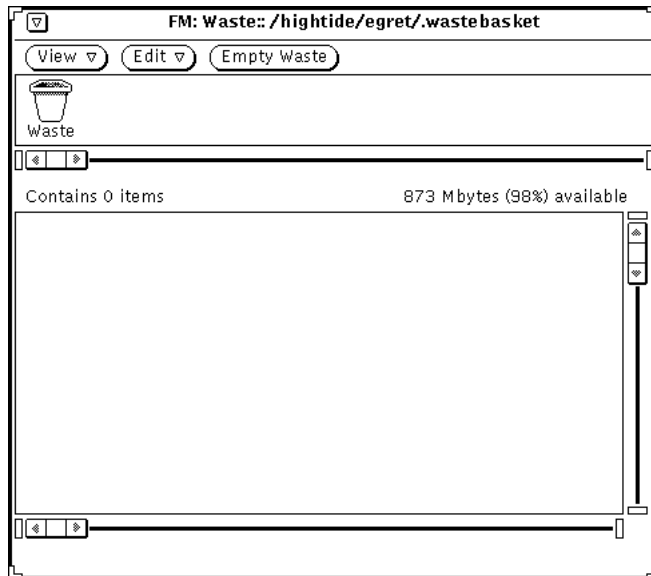 FM: Waste:: /hightide/egret/.wastebasket
View Edit Empty Waste
Waste
Contains 0 items 873 Mbytes (98%) available